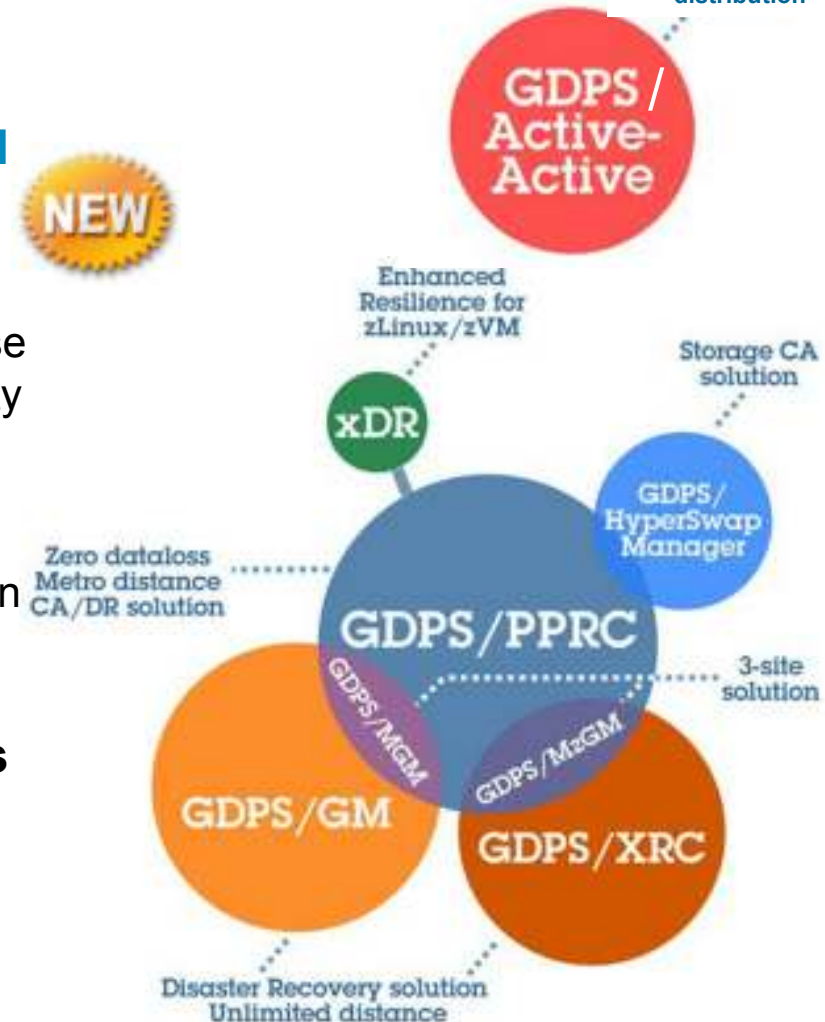 distribution
GDPS /
Active-
Active
NEW
Enhanced
Resilience for
zLinux/zVM
se
y
Storage CA
solution
xDR
GDPS/
HyperSwap
Manager
Zero dataloss
Metro distance
CA/DR solution
n
GDPS/PPRC
3-site
solution
GDPS/MGM
GDPS/MzGM
s
GDPS/GM
GDPS/XRC
Disaster Recovery solution
Unlimited distance